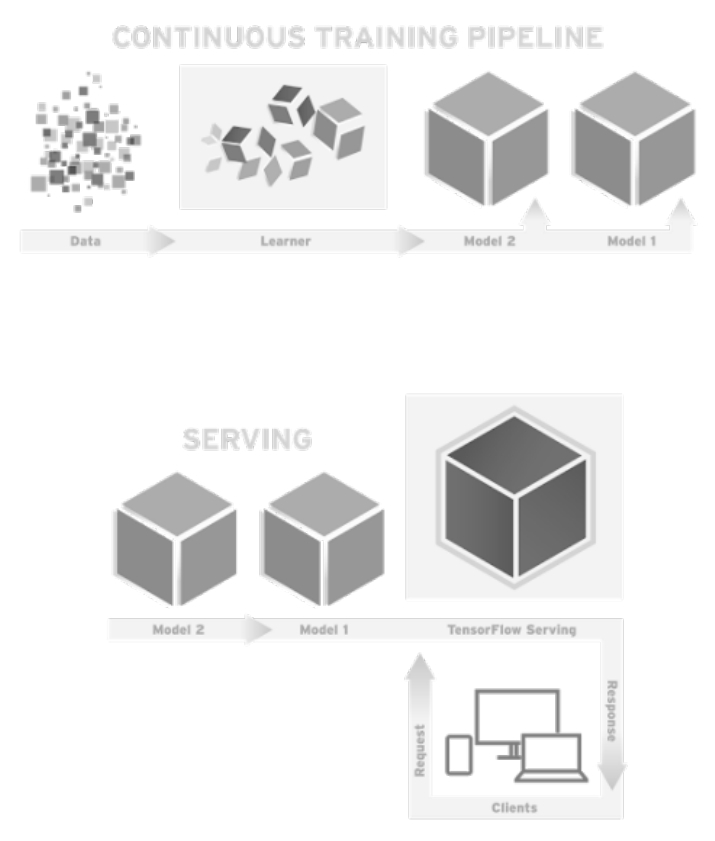 CONTINUOUS TRAINING PIPELINE
Data
Learner
Model 2
Model 1
SERVING
Model 2
Model 1
TensorFlow Serving
Request
Response
Clients